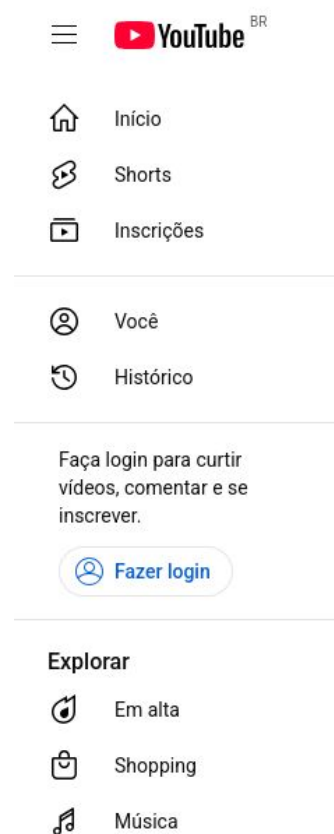 YouTube BR
Início
Shorts
Inscrições
Você
Histórico
Faça login para curtir
vídeos, comentar e se
inscrever.
Fazer login
Explorar
Em alta
Shopping
Música